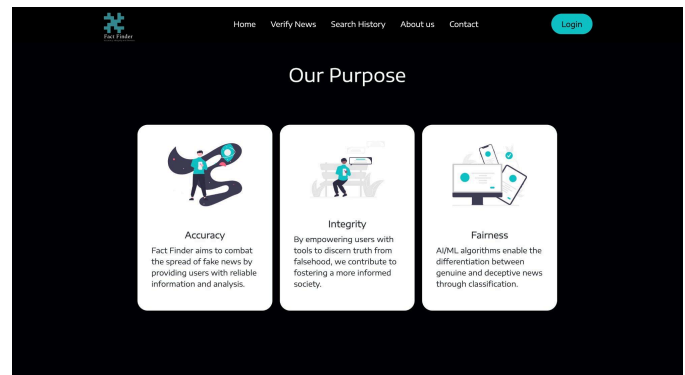 Home Verify News Search History About us Contact Login
Fact Finder
Our Purpose
Accuracy
Fact Finder aims to combat
the spread of fake news by
providing users with reliable
information and analysis.
Integrity
By empowering users with
tools to discern truth from
falsehood, we contribute to
fostering a more informed
society.
Fairness
AI/ML algorithms enable the
differentiation between
genuine and deceptive news
through classification.